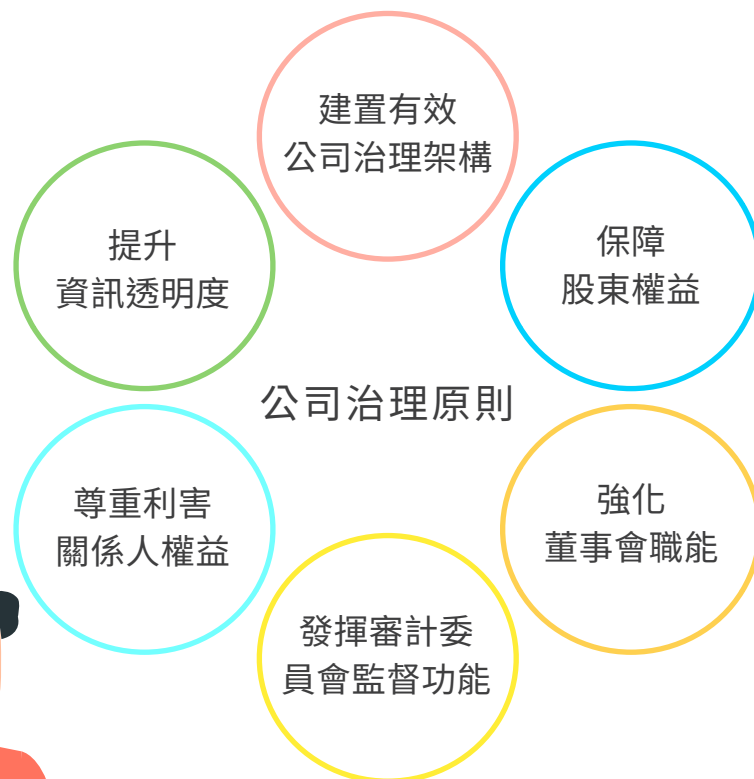 建置有效
公司治理架構
保障
股東權益
強化
董事會職能
發揮審計委
員會監督功能
尊重利害
關係人權益
提升
資訊透明度
公司治理原則